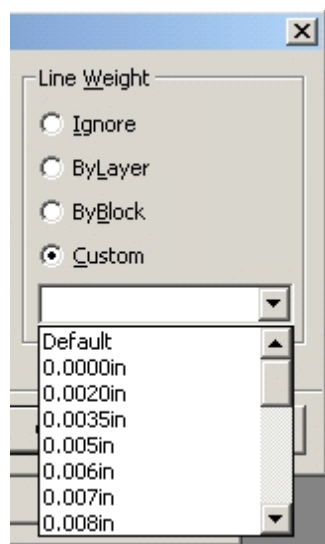 Line Weight
Ignore
ByLayer
ByBlock
Custom
Default
0.0000in
0.0020in
0.0035in
0.005in
0.006in
0.007in
0.008in